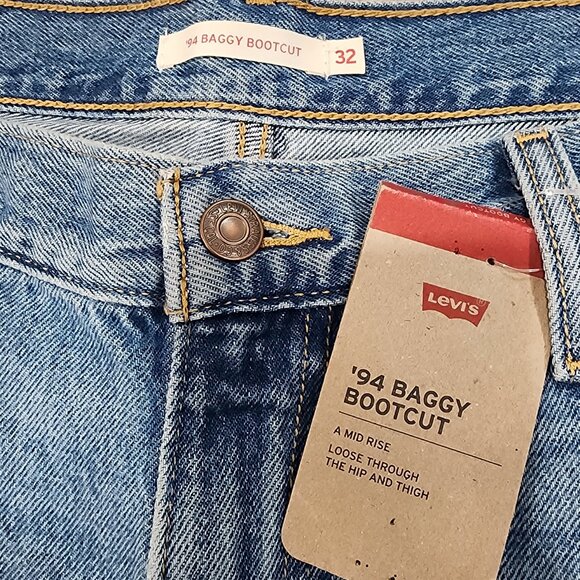 '94 BAGGY BOOTCUT 32
LEVI'S
'94 BAGGY
BOOTCUT
A MID RISE
LOOSE THROUGH
THE HIP AND THIGH